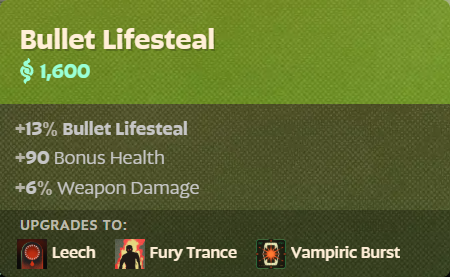 Bullet Lifesteal
1,600
+13% Bullet Lifesteal
+90 Bonus Health
+6% Weapon Damage
UPGRADES TO:
Leech Fury Trance Vampiric Burst